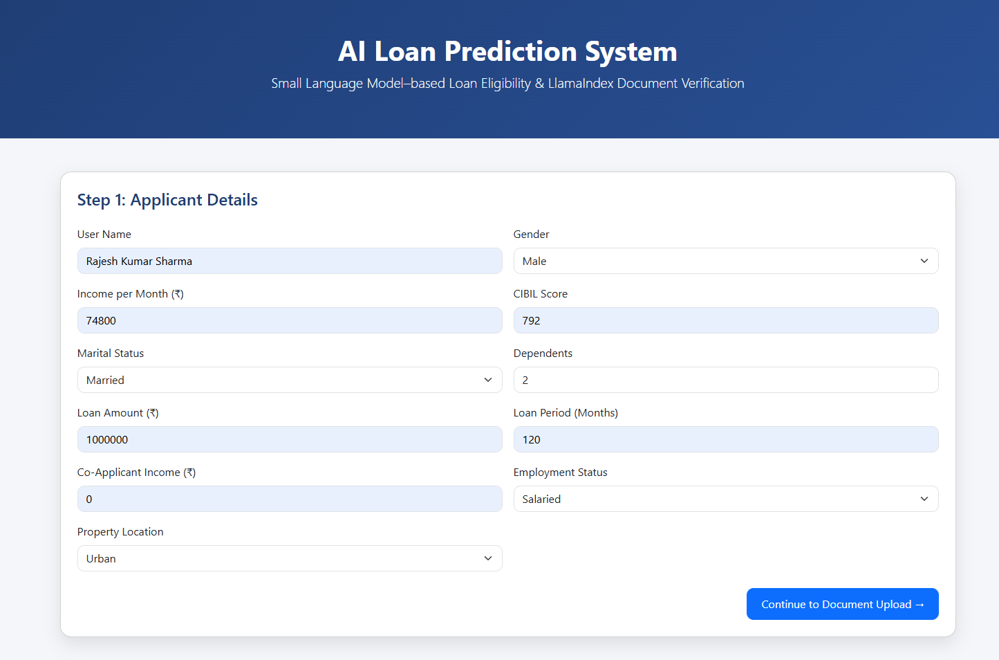 AI Loan Prediction System
Small Language Model–based Loan Eligibility & LlamaIndex Document Verification
Step 1: Applicant Details
User Name
Gender
Rajesh Kumar Sharma
Male
Income per Month (₹)
CIBIL Score
74800
792
Marital Status
Dependents
Married
2
Loan Amount (₹)
Loan Period (Months)
1000000
120
Co-Applicant Income (₹)
Employment Status
0
Salaried
Property Location
Urban
Continue to Document Upload →